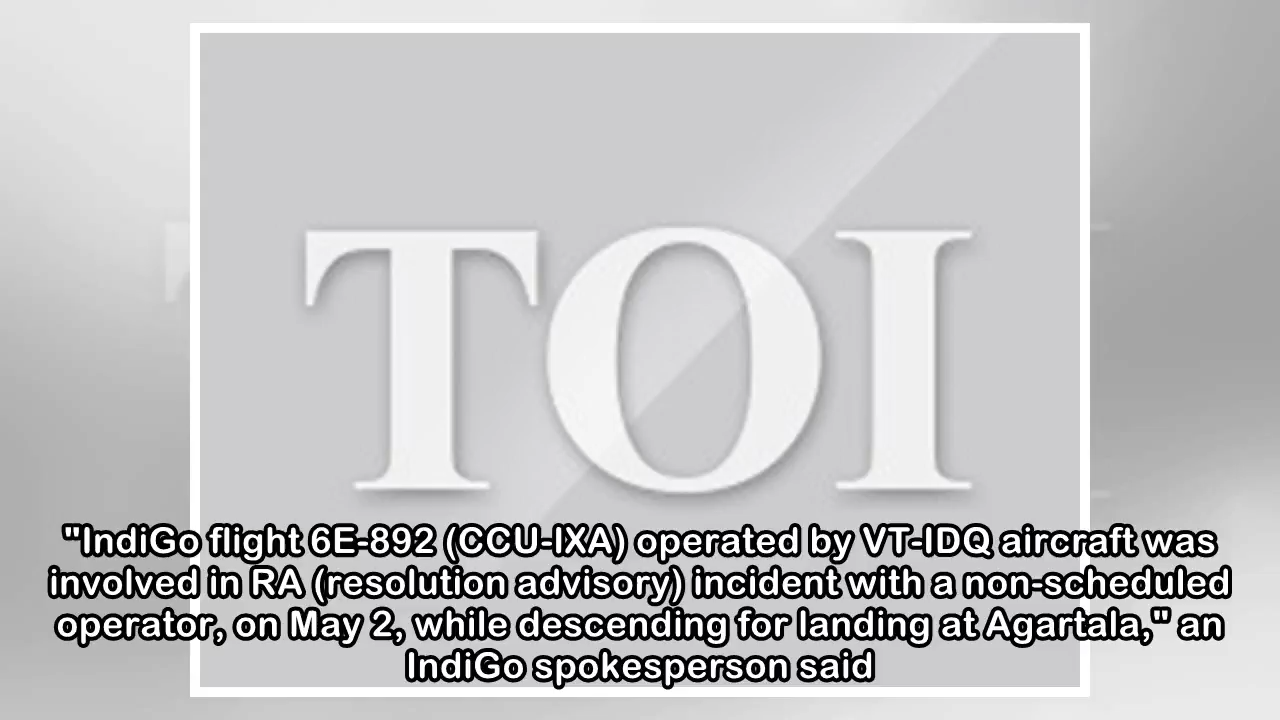 TOI
"IndiGo flight 6E-892 (CCU-IXA) operated by VT-IDQ aircraft was
involved in RA (resolution advisory) incident with a non-scheduled
operator, on May 2, while descending for landing at Agartala," an
IndiGo spokesperson said